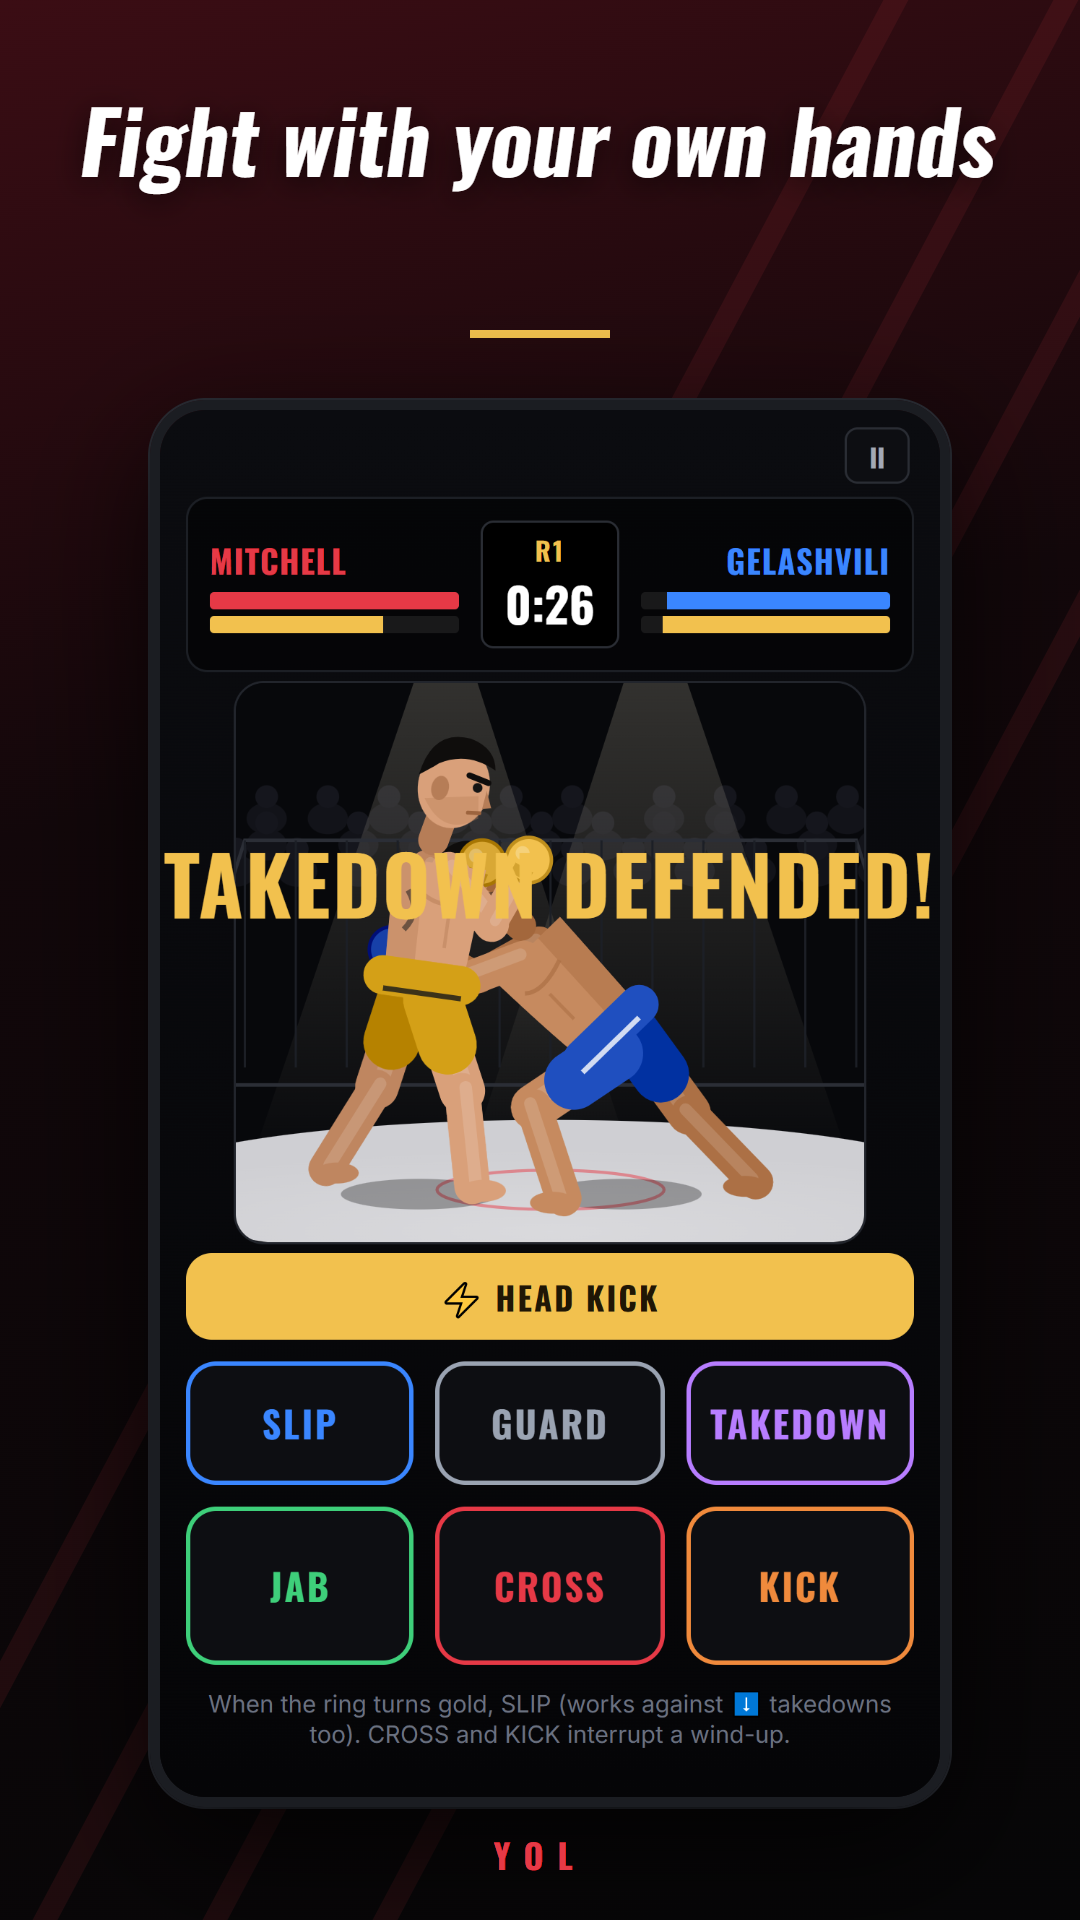 Fight with your own hands
MITCHELL
R1
0:26
GELASHVILI
TAKEDOWN DEFENDED!
HEAD KICK
SLIP
GUARD
TAKEDOWN
JAB
CROSS
KICK
When the ring turns gold, SLIP (works against ⬇️ takedowns
too). CROSS and KICK interrupt a wind-up.
YOL